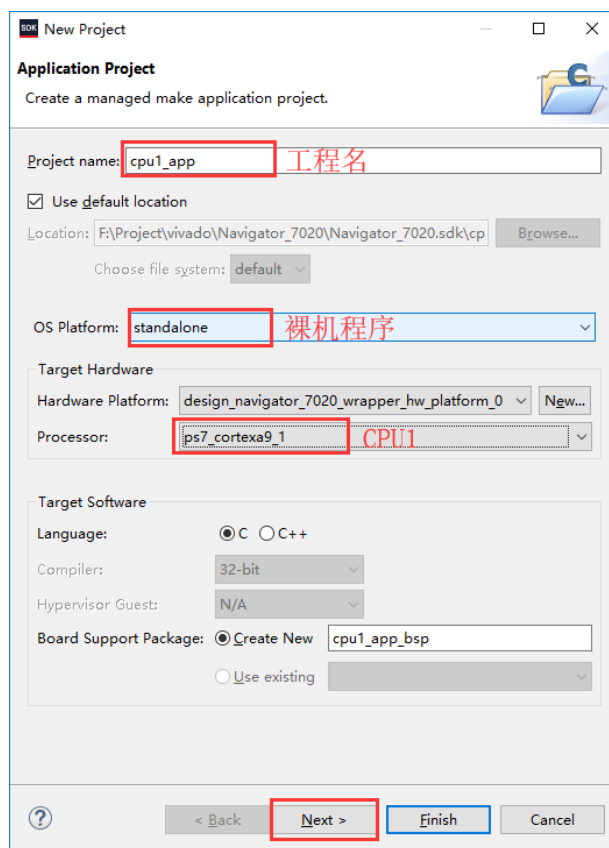 SDK New Project
Application Project
Create a managed make application project.
Project name: cpu1_app 工程名
Use default location
Location: F:\Project\vivado\Navigator_7020\Navigator_7020.sdk\cp Browse...
Choose file system: default
OS Platform: standalone 裸机程序
Target Hardware
Hardware Platform: design_navigator_7020_wrapper_hw_platform_0 New...
Processor: ps7_cortexa9_1 CPU1
Target Software
Language: C C++
Compiler: 32-bit
Hypervisor Guest: N/A
Board Support Package: Create New cpu1_app_bsp
Use existing
? < Back Next > Finish Cancel